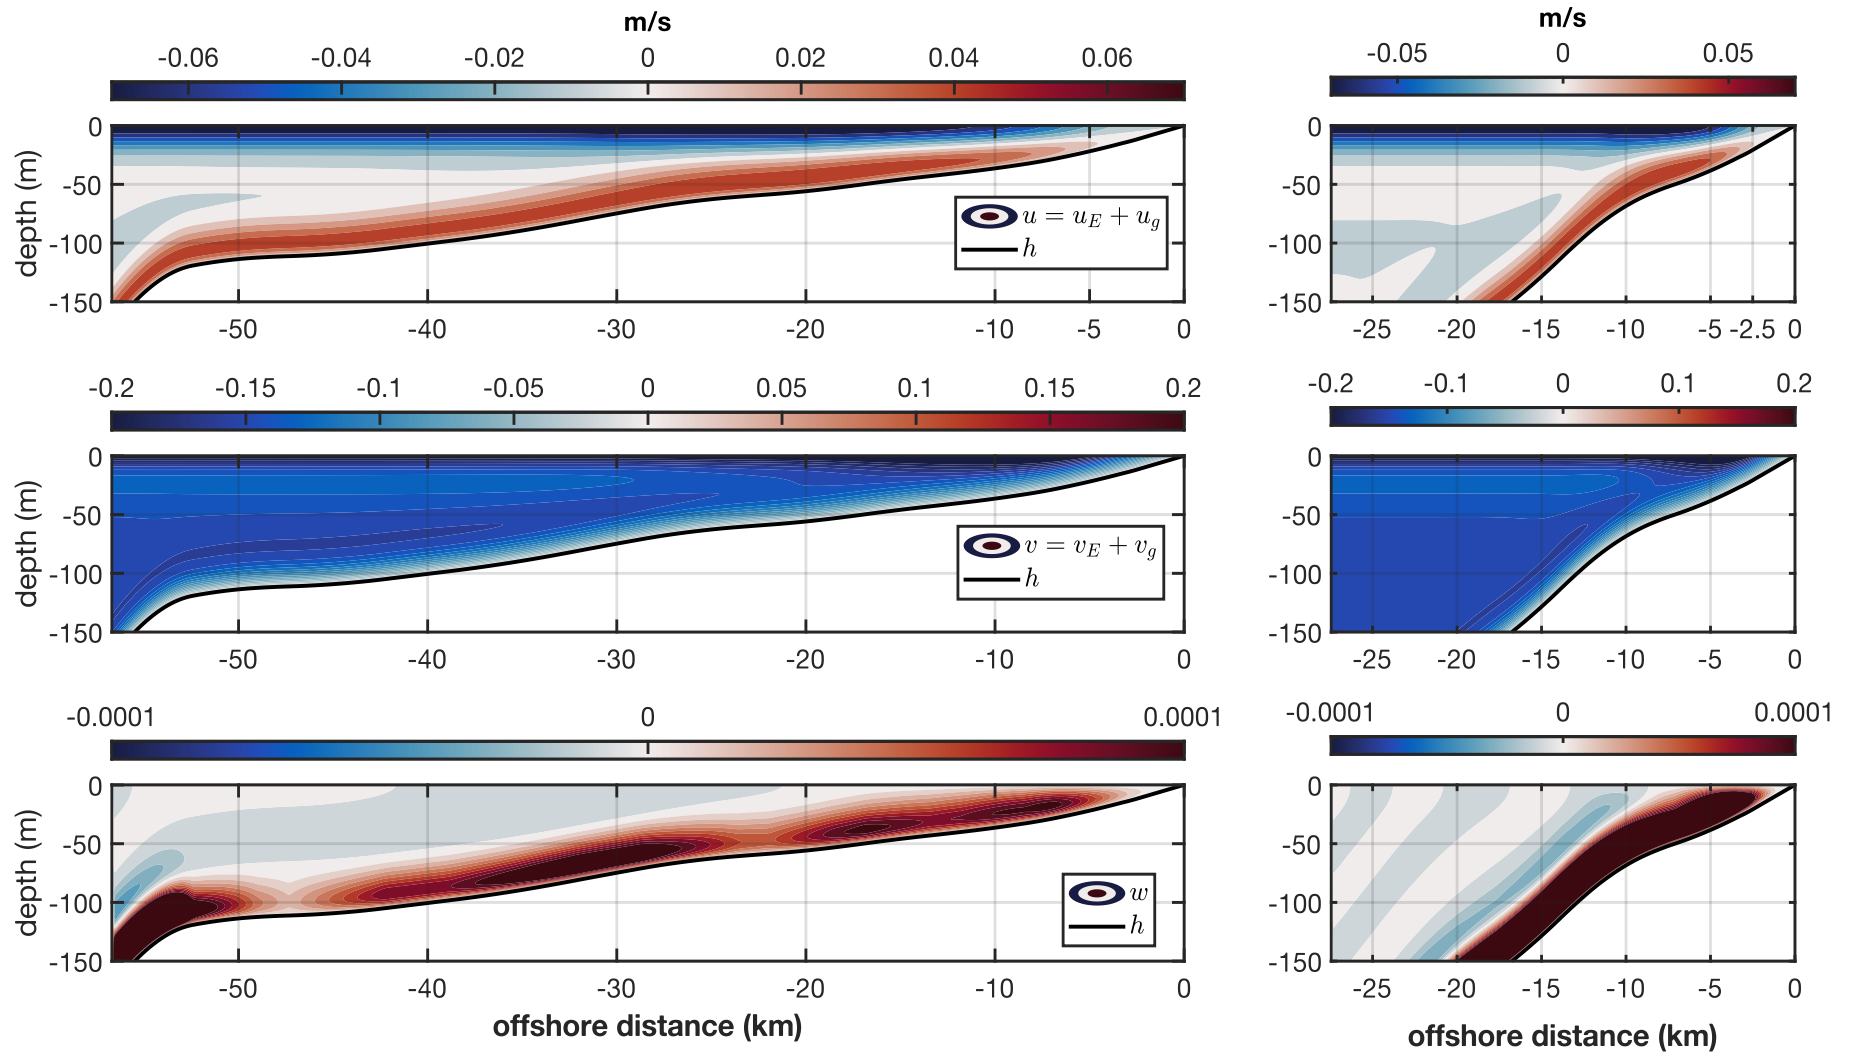 m/s
-0.06 -0.04 -0.02 0 0.02 0.04 0.06
0
-50
-100
-150
depth (m)
u = u_E + u_g
h
-50 -40 -30 -20 -10 -5 0
m/s
-0.05 0 0.05
0
-50
-100
-150
-25 -20 -15 -10 -5 -2.5 0
-0.2 -0.15 -0.1 -0.05 0 0.05 0.1 0.15 0.2
0
-50
-100
-150
depth (m)
v = v_E + v_g
h
-50 -40 -30 -20 -10 0
-0.2 -0.1 0 0.1 0.2
0
-50
-100
-150
-25 -20 -15 -10 -5 0
-0.0001 0 0.0001
0
-50
-100
-150
depth (m)
w
h
-50 -40 -30 -20 -10 0
offshore distance (km)
-0.0001 0 0.0001
0
-50
-100
-150
-25 -20 -15 -10 -5 0
offshore distance (km)